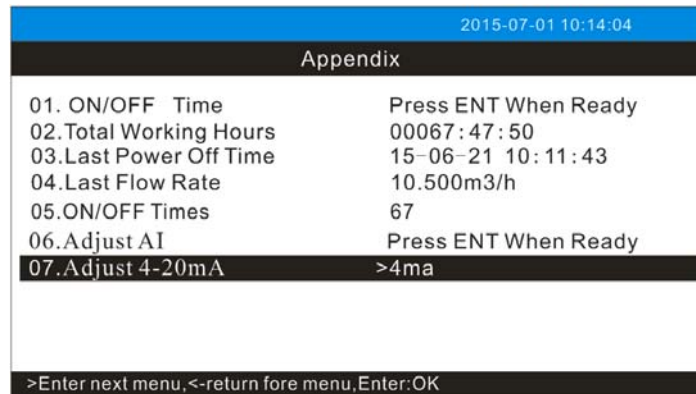 2015-07-01 10:14:04
Appendix
01. ON/OFF Time Press ENT When Ready
02.Total Working Hours 00067:47:50
03.Last Power Off Time 15-06-21 10:11:43
04.Last Flow Rate 10.500m3/h
05.ON/OFF Times 67
06.Adjust AI Press ENT When Ready
07.Adjust 4-20mA >4ma
>Enter next menu,<-return fore menu,Enter:OK